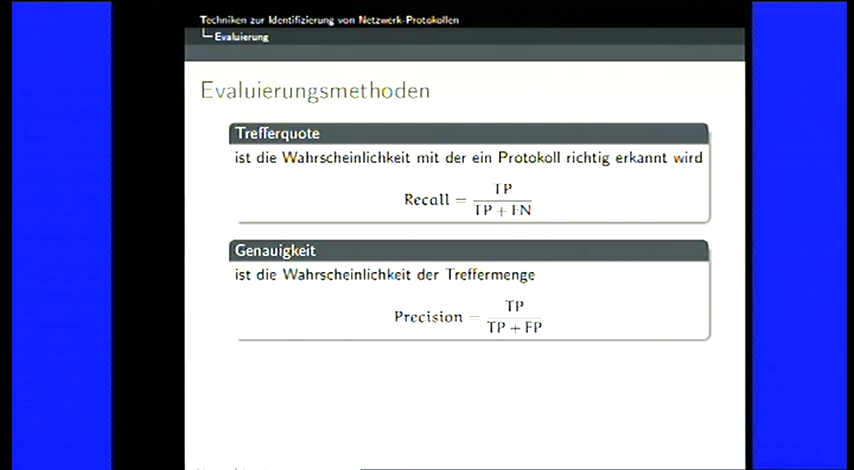 Techniken zur Identifizierung von Netzwerk-Protokollen
Evaluierung
Evaluierungsmethoden
Trefferquote
ist die Wahrscheinlichkeit mit der ein Protokoll richtig erkannt wird
Recall = TP / TP + FN
Genauigkeit
ist die Wahrscheinlichkeit der Treffermenge
Precision = TP / TP + FP